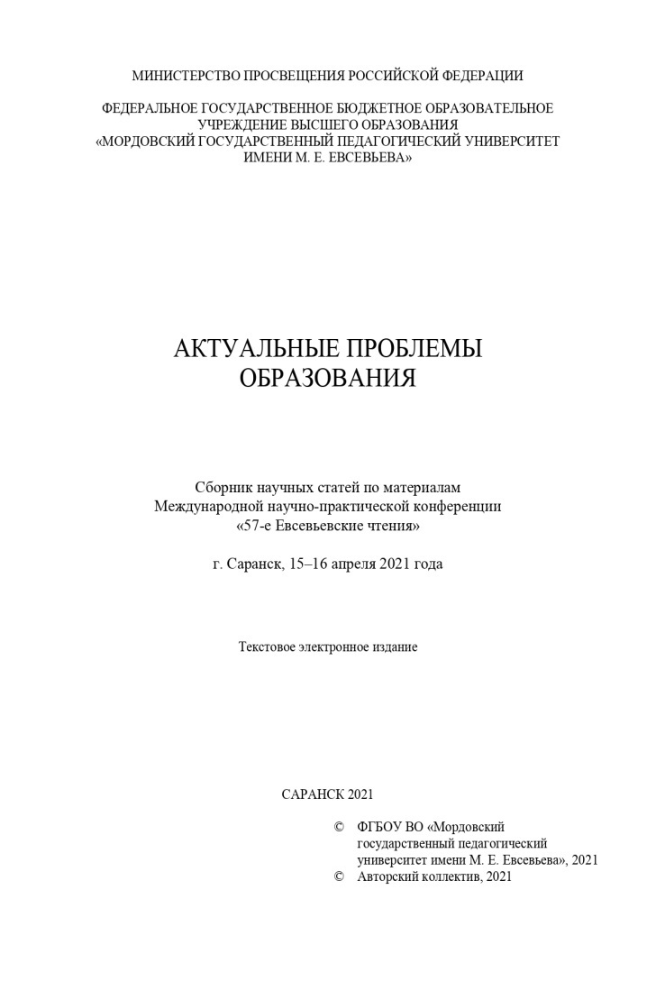 МИНИСТЕРСТВО ПРОСВЕЩЕНИЯ РОССИЙСКОЙ ФЕДЕРАЦИИ
ФЕДЕРАЛЬНОЕ ГОСУДАРСТВЕННОЕ БЮДЖЕТНОЕ ОБРАЗОВАТЕЛЬНОЕ
УЧРЕЖДЕНИЕ ВЫСШЕГО ОБРАЗОВАНИЯ
«МОРДОВСКИЙ ГОСУДАРСТВЕННЫЙ ПЕДАГОГИЧЕСКИЙ УНИВЕРСИТЕТ
ИМЕНИ М. Е. ЕВСЕВЬЕВА»
АКТУАЛЬНЫЕ ПРОБЛЕМЫ
ОБРАЗОВАНИЯ
Сборник научных статей по материалам
Международной научно-практической конференции
«57-е Евсевьевские чтения»
г. Саранск, 15–16 апреля 2021 года
Текстовое электронное издание
САРАНСК 2021
© ФГБОУ ВО «Мордовский
государственный педагогический
университет имени М. Е. Евсевьева», 2021
© Авторский коллектив, 2021